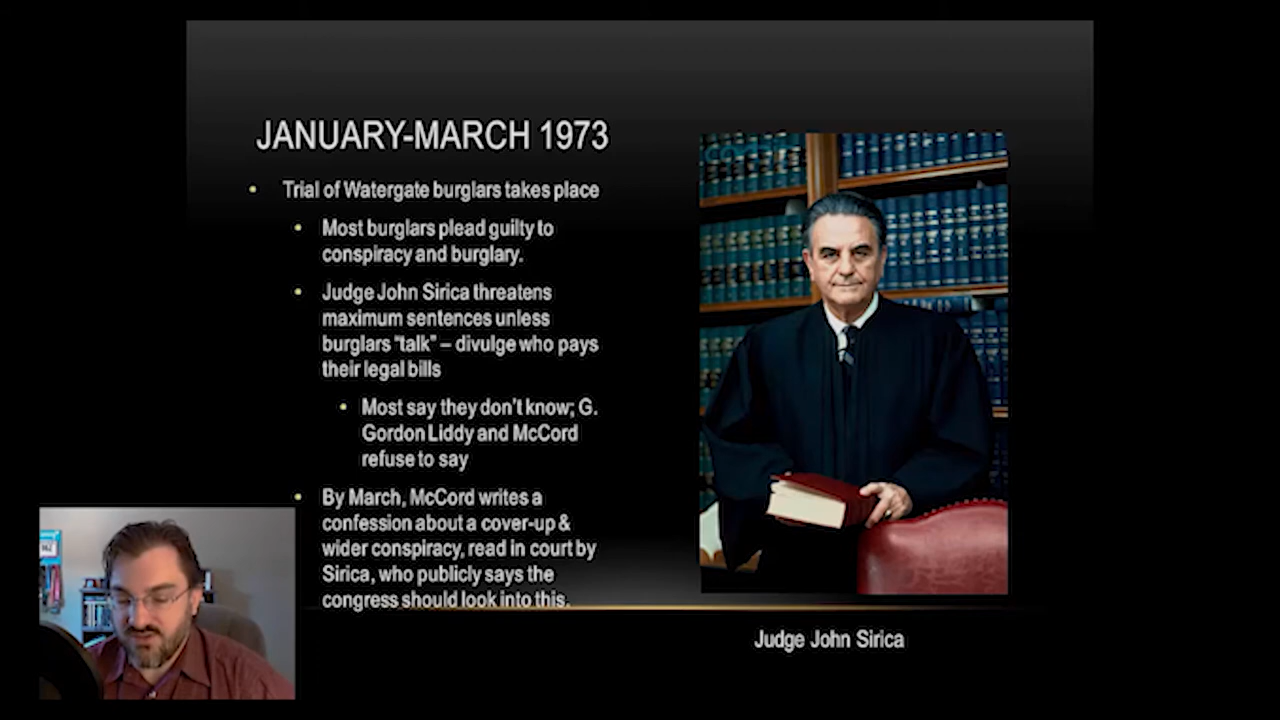 JANUARY-MARCH 1973
• Trial of Watergate burglars takes place
• Most burglars plead guilty to
conspiracy and burglary.
• Judge John Sirica threatens
maximum sentences unless
burglars “talk” – divulge who pays
their legal bills
• Most say they don’t know; G.
Gordon Liddy and McCord
refuse to say
• By March, McCord writes a
confession about a cover-up &
wider conspiracy, read in court by
Sirica, who publicly says the
congress should look into this.
Judge John Sirica